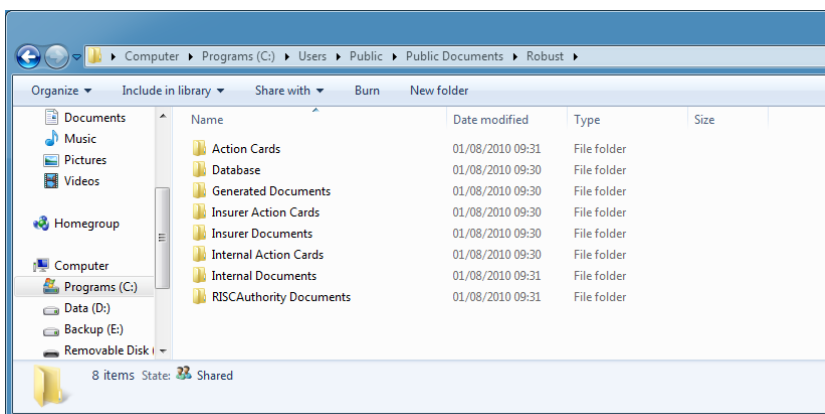 Computer Programs (C:) Users Public Public Documents Robust
Organize Include in library Share with Burn New folder
Documents
Music
Pictures
Videos
Homegroup
Computer
Programs (C:)
Data (D:)
Backup (E:)
Removable Disk (
Name Date modified Type Size
Action Cards 01/08/2010 09:31 File folder
Database 01/08/2010 09:30 File folder
Generated Documents 01/08/2010 09:30 File folder
Insurer Action Cards 01/08/2010 09:30 File folder
Insurer Documents 01/08/2010 09:30 File folder
Internal Action Cards 01/08/2010 09:30 File folder
Internal Documents 01/08/2010 09:31 File folder
RISCAuthority Documents 01/08/2010 09:31 File folder
8 items State: Shared